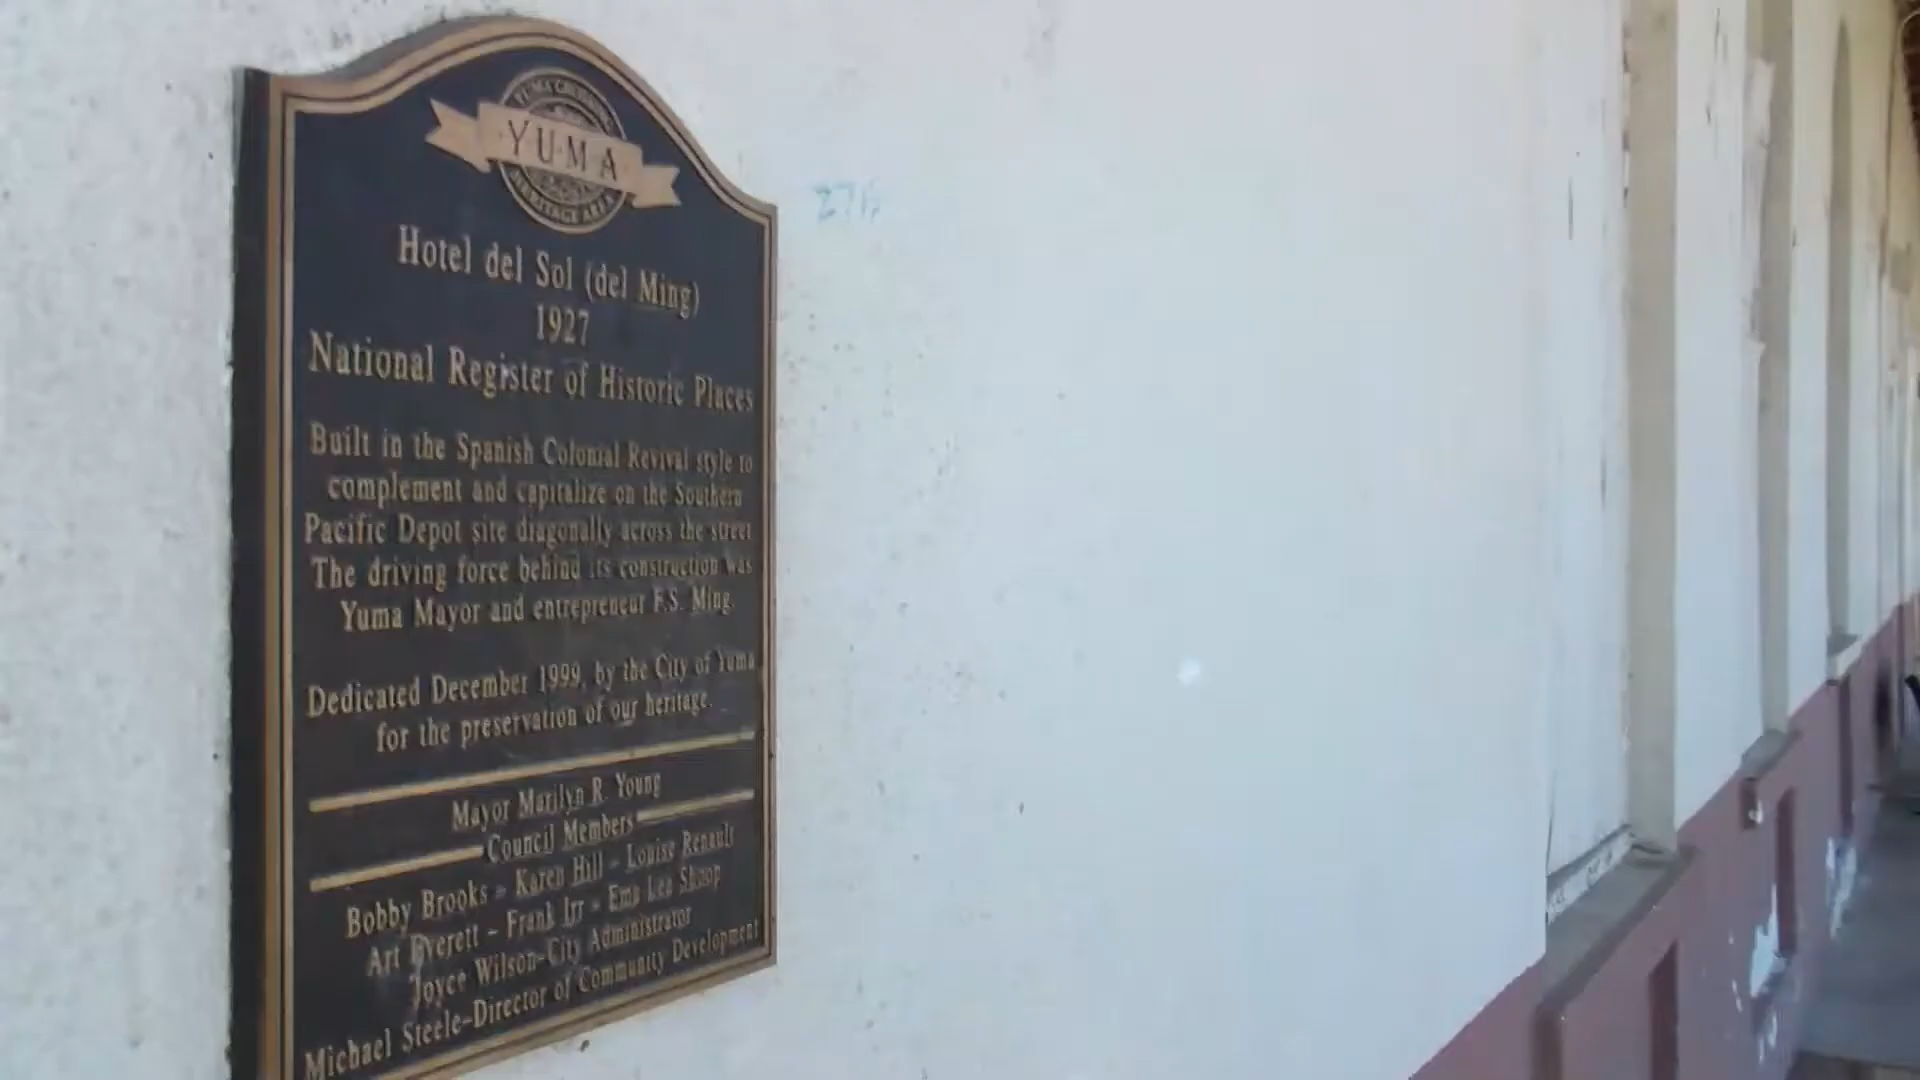 YUMA CROSSING
YUMA
HERITAGE AREA
Hotel del Sol (del Ming)
1927
National Register of Historic Places
Built in the Spanish Colonial Revival style to
complement and capitalize on the Southern
Pacific Depot site diagonally across the street
The driving force behind its construction was
Yuma Mayor and entrepreneur F.S. Ming.
Dedicated December 1999, by the City of Yuma
for the preservation of our heritage.
Mayor Marilyn R. Young
Council Members
Bobby Brooks - Karen Hill - Louise Renault
Art Everett - Frank Irr - Ema Lea Shoop
Joyce Wilson-City Administrator
Michael Steele-Director of Community Development